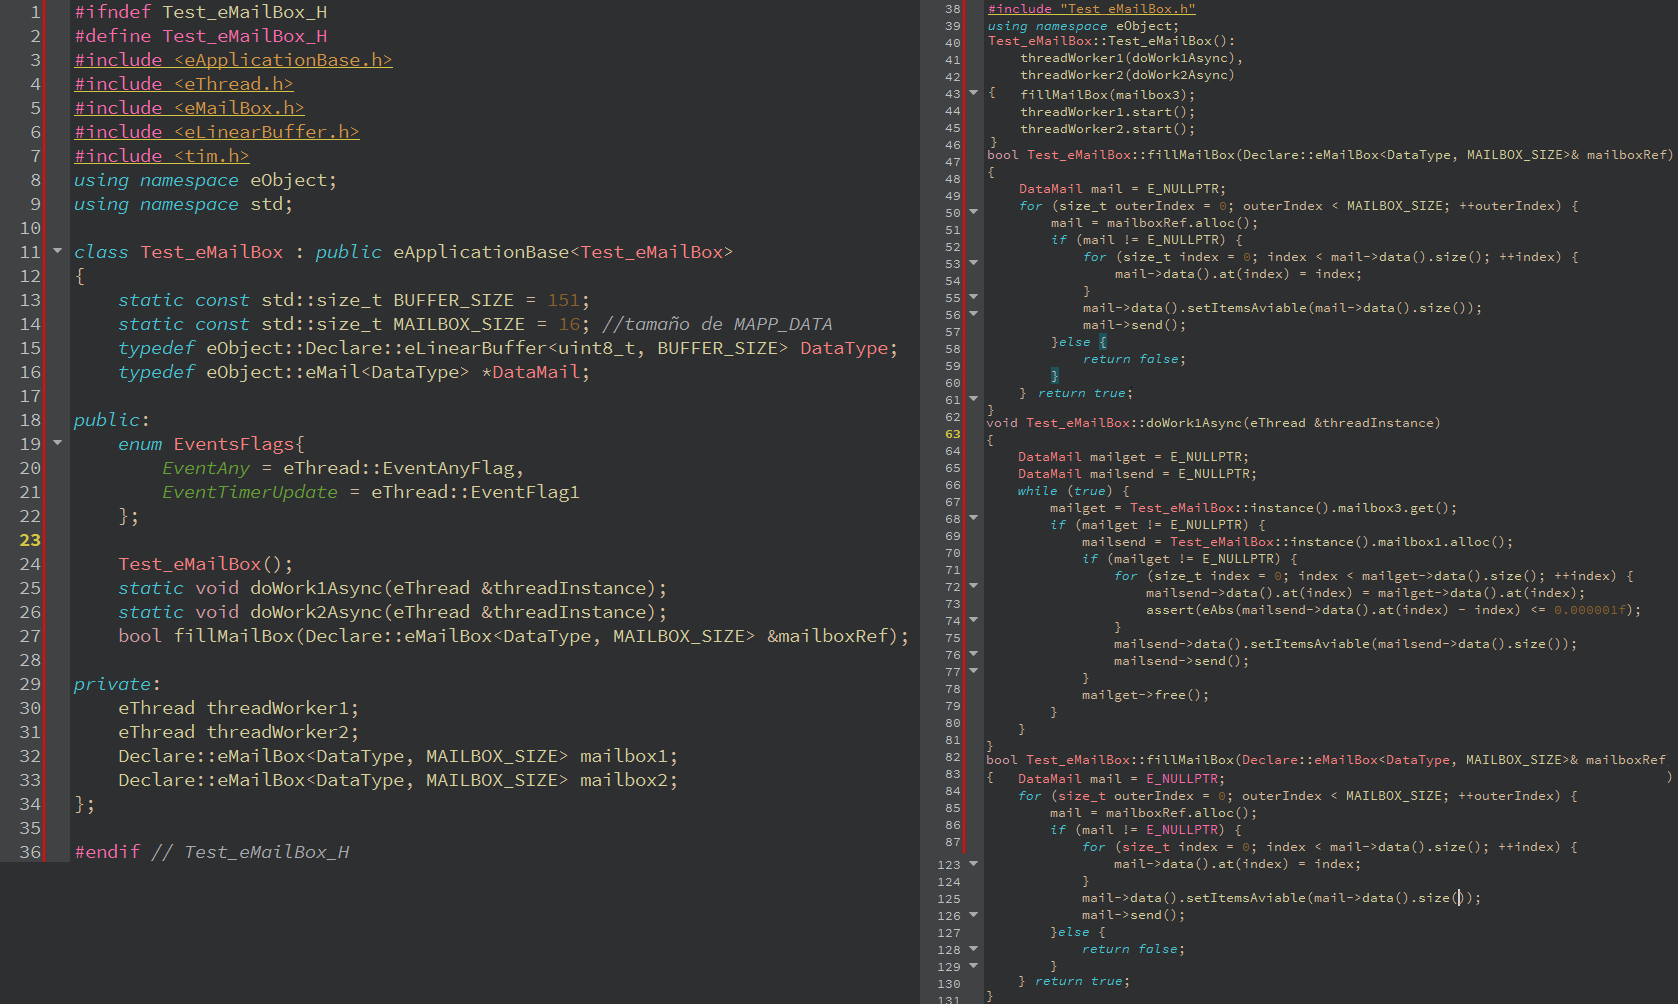 1 #ifndef Test_eMailBox_H
2 #define Test_eMailBox_H
3 #include <eApplicationBase.h>
4 #include <eThread.h>
5 #include <eMailBox.h>
6 #include <eLinearBuffer.h>
7 #include <tim.h>
8 using namespace eObject;
9 using namespace std;
10
11 class Test_eMailBox : public eApplicationBase<Test_eMailBox>
12 {
13 static const std::size_t BUFFER_SIZE = 151;
14 static const std::size_t MAILBOX_SIZE = 16; //tamaño de MAPP_DATA
15 typedef eObject::Declare::eLinearBuffer<uint8_t, BUFFER_SIZE> DataType;
16 typedef eObject::eMail<DataType> *DataMail;
17
18 public:
19 enum EventsFlags{
20 EventAny = eThread::EventAnyFlag,
21 EventTimerUpdate = eThread::EventFlag1
22 };
23
24 Test_eMailBox();
25 static void doWork1Async(eThread &threadInstance);
26 static void doWork2Async(eThread &threadInstance);
27 bool fillMailBox(Declare::eMailBox<DataType, MAILBOX_SIZE> &mailboxRef);
28
29 private:
30 eThread threadWorker1;
31 eThread threadWorker2;
32 Declare::eMailBox<DataType, MAILBOX_SIZE> mailbox1;
33 Declare::eMailBox<DataType, MAILBOX_SIZE> mailbox2;
34 };
35
36 #endif // Test_eMailBox_H
38 #include "Test_eMailBox.h"
39 using namespace eObject;
40 Test_eMailBox::Test_eMailBox():
41 threadWorker1(doWork1Async),
42 threadWorker2(doWork2Async)
43 { fillMailBox(mailbox3);
44 threadWorker1.start();
45 threadWorker2.start();
46 }
47 bool Test_eMailBox::fillMailBox(Declare::eMailBox<DataType, MAILBOX_SIZE>& mailboxRef)
48 {
49 DataMail mail = E_NULLPTR;
50 for (size_t outerIndex = 0; outerIndex < MAILBOX_SIZE; ++outerIndex) {
51 mail = mailboxRef.alloc();
52 if (mail != E_NULLPTR) {
53 for (size_t index = 0; index < mail->data().size(); ++index) {
54 mail->data().at(index) = index;
55 }
56 mail->data().setItemsAviable(mail->data().size());
57 mail->send();
58 }else {
59 return false;
60 }
61 } return true;
62 }
63 void Test_eMailBox::doWork1Async(eThread &threadInstance)
64 {
65 DataMail mailget = E_NULLPTR;
66 DataMail mailsend = E_NULLPTR;
67 while (true) {
68 mailget = Test_eMailBox::instance().mailbox3.get();
69 if (mailget != E_NULLPTR) {
70 mailsend = Test_eMailBox::instance().mailbox1.alloc();
71 if (mailget != E_NULLPTR) {
72 for (size_t index = 0; index < mailget->data().size(); ++index) {
73 mailsend->data().at(index) = mailget->data().at(index);
74 assert(eAbs(mailsend->data().at(index) - index) <= 0.000001f);
75 }
76 mailsend->data().setItemsAviable(mailsend->data().size());
77 mailsend->send();
78 }
79 mailget->free();
80 }
81 }
82 }
83 bool Test_eMailBox::fillMailBox(Declare::eMailBox<DataType, MAILBOX_SIZE>& mailboxRef
84 { DataMail mail = E_NULLPTR; )
85 for (size_t outerIndex = 0; outerIndex < MAILBOX_SIZE; ++outerIndex) {
86 mail = mailboxRef.alloc();
87 if (mail != E_NULLPTR) {
for (size_t index = 0; index < mail->data().size(); ++index) {
123 mail->data().at(index) = index;
124 }
125 mail->data().setItemsAviable(mail->data().size());
126 mail->send();
127 }else {
128 return false;
129 }
130 } return true;
131 }